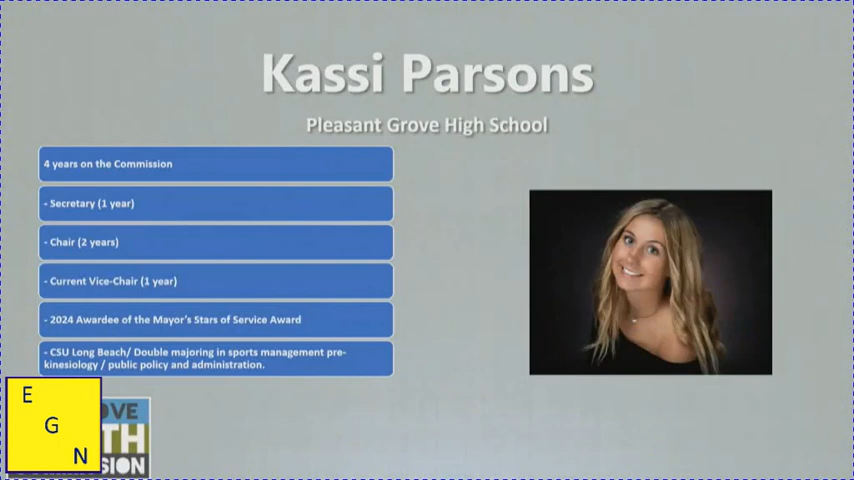 Kassi Parsons
Pleasant Grove High School
4 years on the Commission
- Secretary (1 year)
- Chair (2 years)
- Current Vice-Chair (1 year)
- 2024 Awardee of the Mayor's Stars of Service Award
- CSU Long Beach/ Double majoring in sports management pre-
kinesiology / public policy and administration.
E
G
N